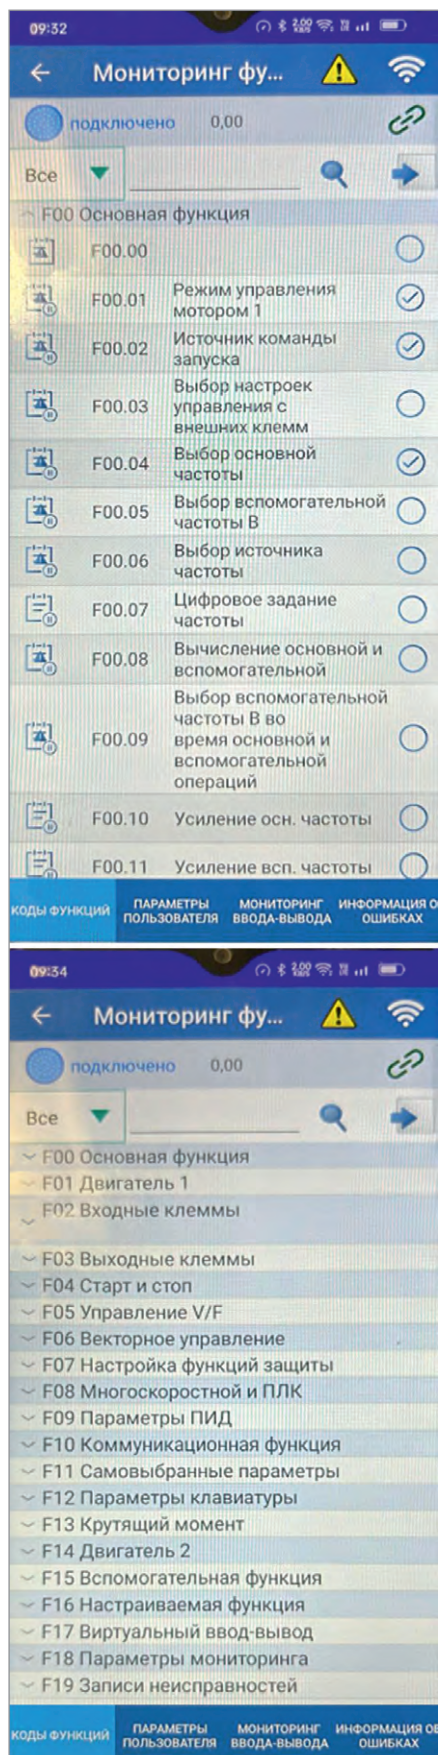 09:32
2,00
KB/S
Мониторинг фу...
подключено 0,00
Все
F00 Основная функция
F00.00
F00.01 Режим управления
мотором 1
F00.02 Источник команды
запуска
F00.03 Выбор настроек
управления с
внешних клемм
F00.04 Выбор основной
частоты
F00.05 Выбор вспомогательной
частоты В
F00.06 Выбор источника
частоты
F00.07 Цифровое задание
частоты
F00.08 Вычисление основной и
вспомогательной
F00.09 Выбор вспомогательной
частоты В во
время основной и
вспомогательной
операций
F00.10 Усиление осн. частоты
F00.11 Усиление всп. частоты
КОДЫ ФУНКЦИЙ
ПАРАМЕТРЫ
ПОЛЬЗОВАТЕЛЯ
МОНИТОРИНГ
ВВОДА-ВЫВОДА
ИНФОРМАЦИЯ О
ОШИБКАХ
09:34
2,00
KB/S
Мониторинг фу...
подключено 0,00
Все
F00 Основная функция
F01 Двигатель 1
F02 Входные клеммы
F03 Выходные клеммы
F04 Старт и стоп
F05 Управление V/F
F06 Векторное управление
F07 Настройка функций защиты
F08 Многоскоростной и ПЛК
F09 Параметры ПИД
F10 Коммуникационная функция
F11 Самовыбранные параметры
F12 Параметры клавиатуры
F13 Крутящий момент
F14 Двигатель 2
F15 Вспомогательная функция
F16 Настраиваемая функция
F17 Виртуальный ввод-вывод
F18 Параметры мониторинга
F19 Записи неисправностей
КОДЫ ФУНКЦИЙ
ПАРАМЕТРЫ
ПОЛЬЗОВАТЕЛЯ
МОНИТОРИНГ
ВВОДА-ВЫВОДА
ИНФОРМАЦИЯ ОБ
ОШИБКАХ